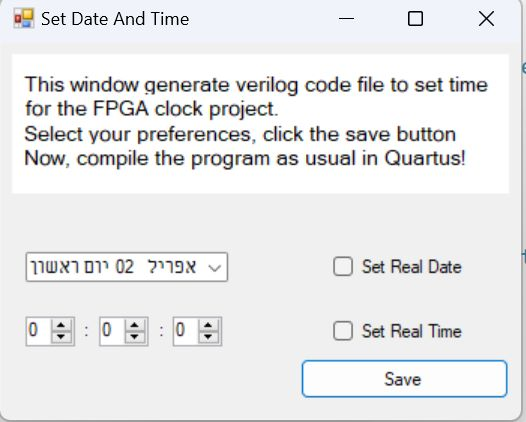 Set Date And Time
This window generate verilog code file to set time
for the FPGA clock project.
Select your preferences, click the save button
Now, compile the program as usual in Quartus!
יום ראשון 02 אפריל
Set Real Date
0 : 0 : 0
Set Real Time
Save